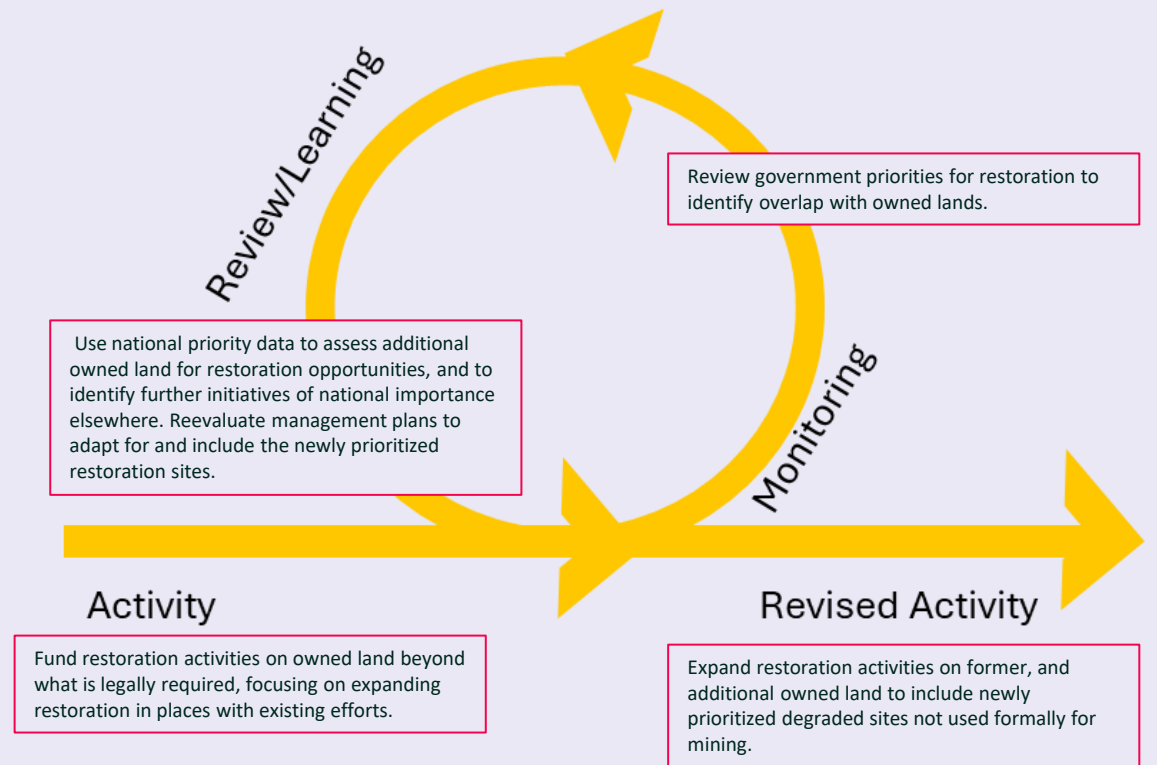 Review/Learning
Review government priorities for restoration to
identify overlap with owned lands.
Use national priority data to assess additional
owned land for restoration opportunities, and to
identify further initiatives of national importance
elsewhere. Reevaluate management plans to
adapt for and include the newly prioritized
restoration sites.
Monitoring
Activity
Fund restoration activities on owned land beyond
what is legally required, focusing on expanding
restoration in places with existing efforts.
Revised Activity
Expand restoration activities on former, and
additional owned land to include newly
prioritized degraded sites not used formally for
mining.